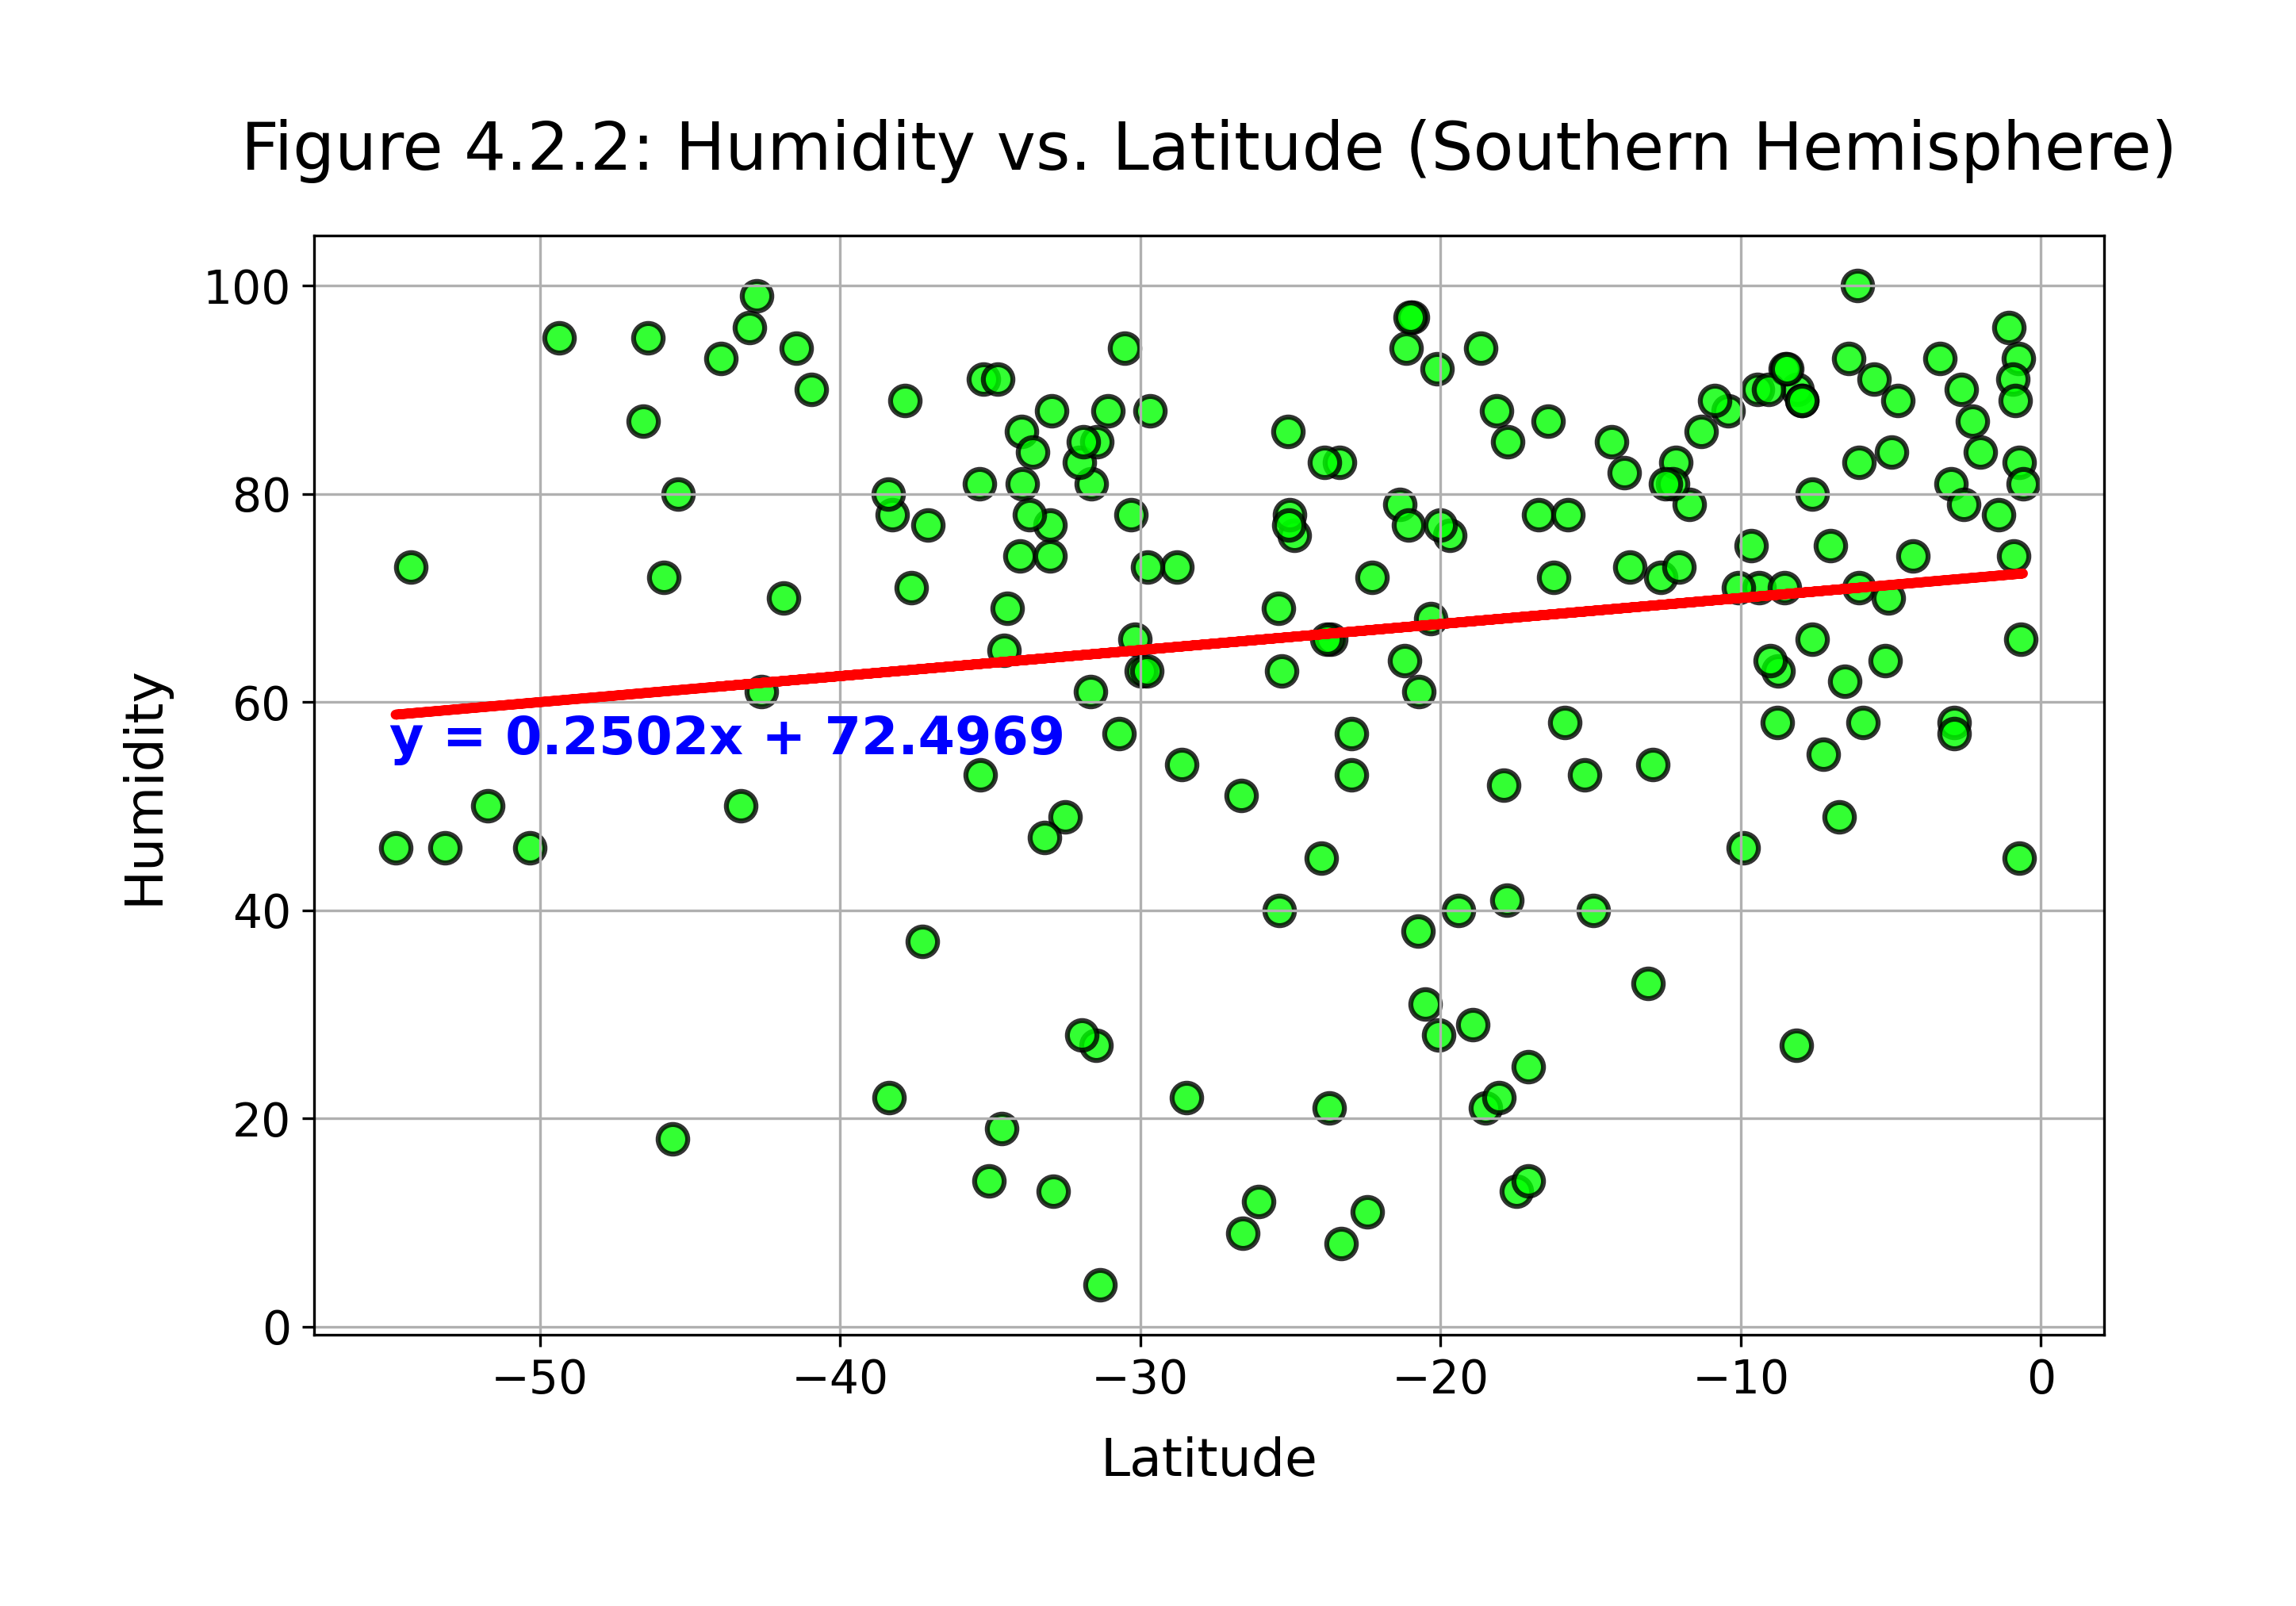 Figure 4.2.2: Humidity vs. Latitude (Southern Hemisphere)
100
80
60
40
20
0
Humidity
y = 0.2502x + 72.4969
−50 −40 −30 −20 −10 0
Latitude